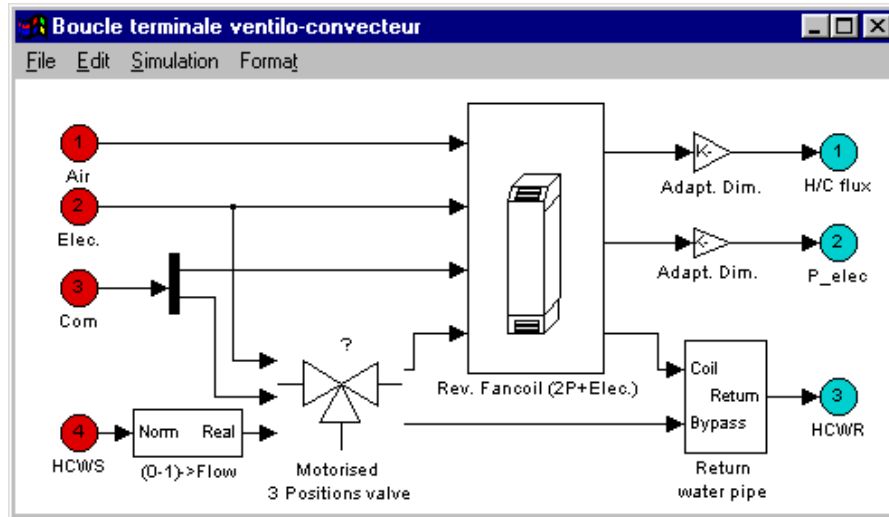 Boucle terminale ventilo-convecteur
File Edit Simulation Format
1
Air
2
Elec.
3
Com
4
HCWS
Norm Real
(0-1)->Flow
?
Motorised
3 Positions valve
Rev. Fancoil (2P+Elec.)
K-
Adapt. Dim.
1
H/C flux
K-
Adapt. Dim.
2
P_elec
Coil
Return
Bypass
Return
water pipe
3
HCWR